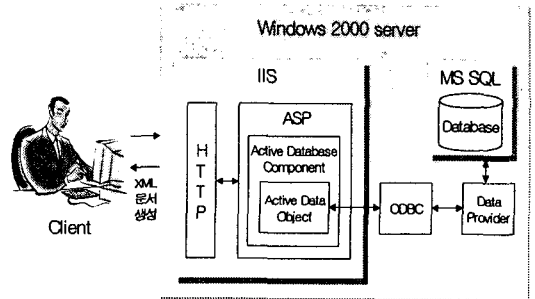 Windows 2000 server
IIS
MS SQL
ASP
Database
H
T
T
P
Active Database
Component
Active Data
Object
XML
문서
생성
Client
ODBC
Data
Provider